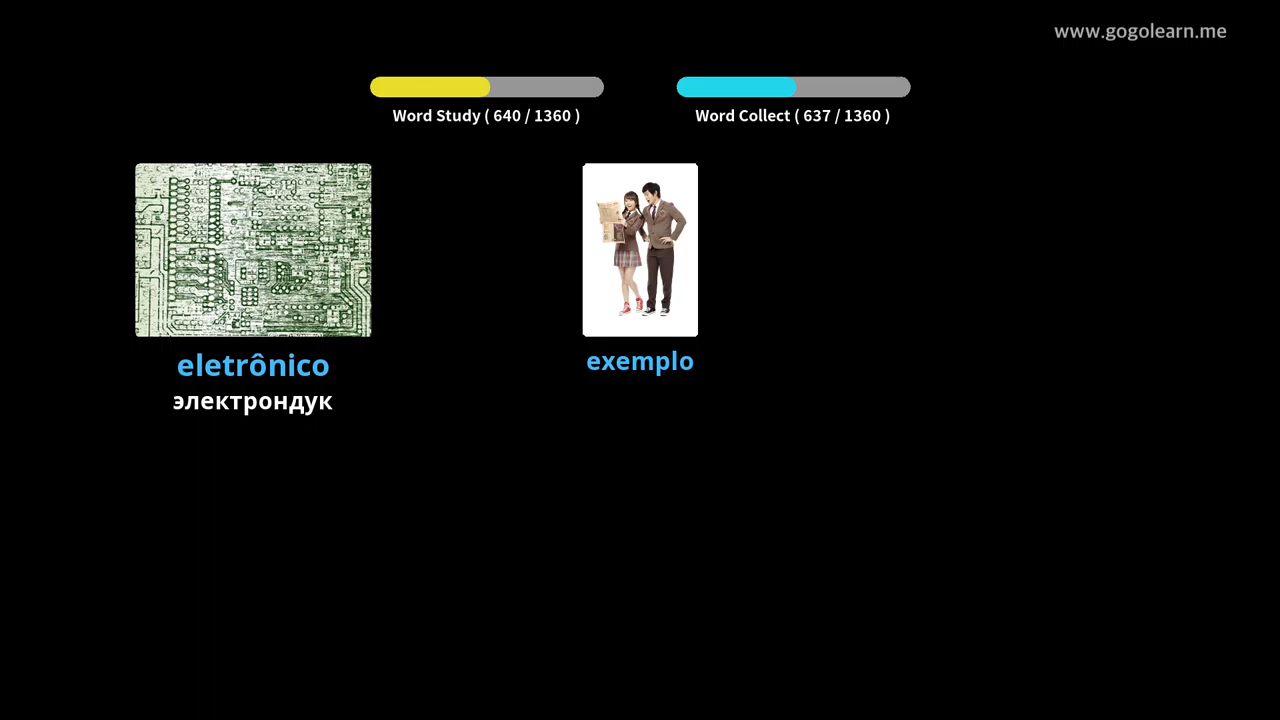 www.gogolearn.me
Word Study ( 640 / 1360 )
Word Collect ( 637 / 1360 )
eletrônico
электрондук
exemplo